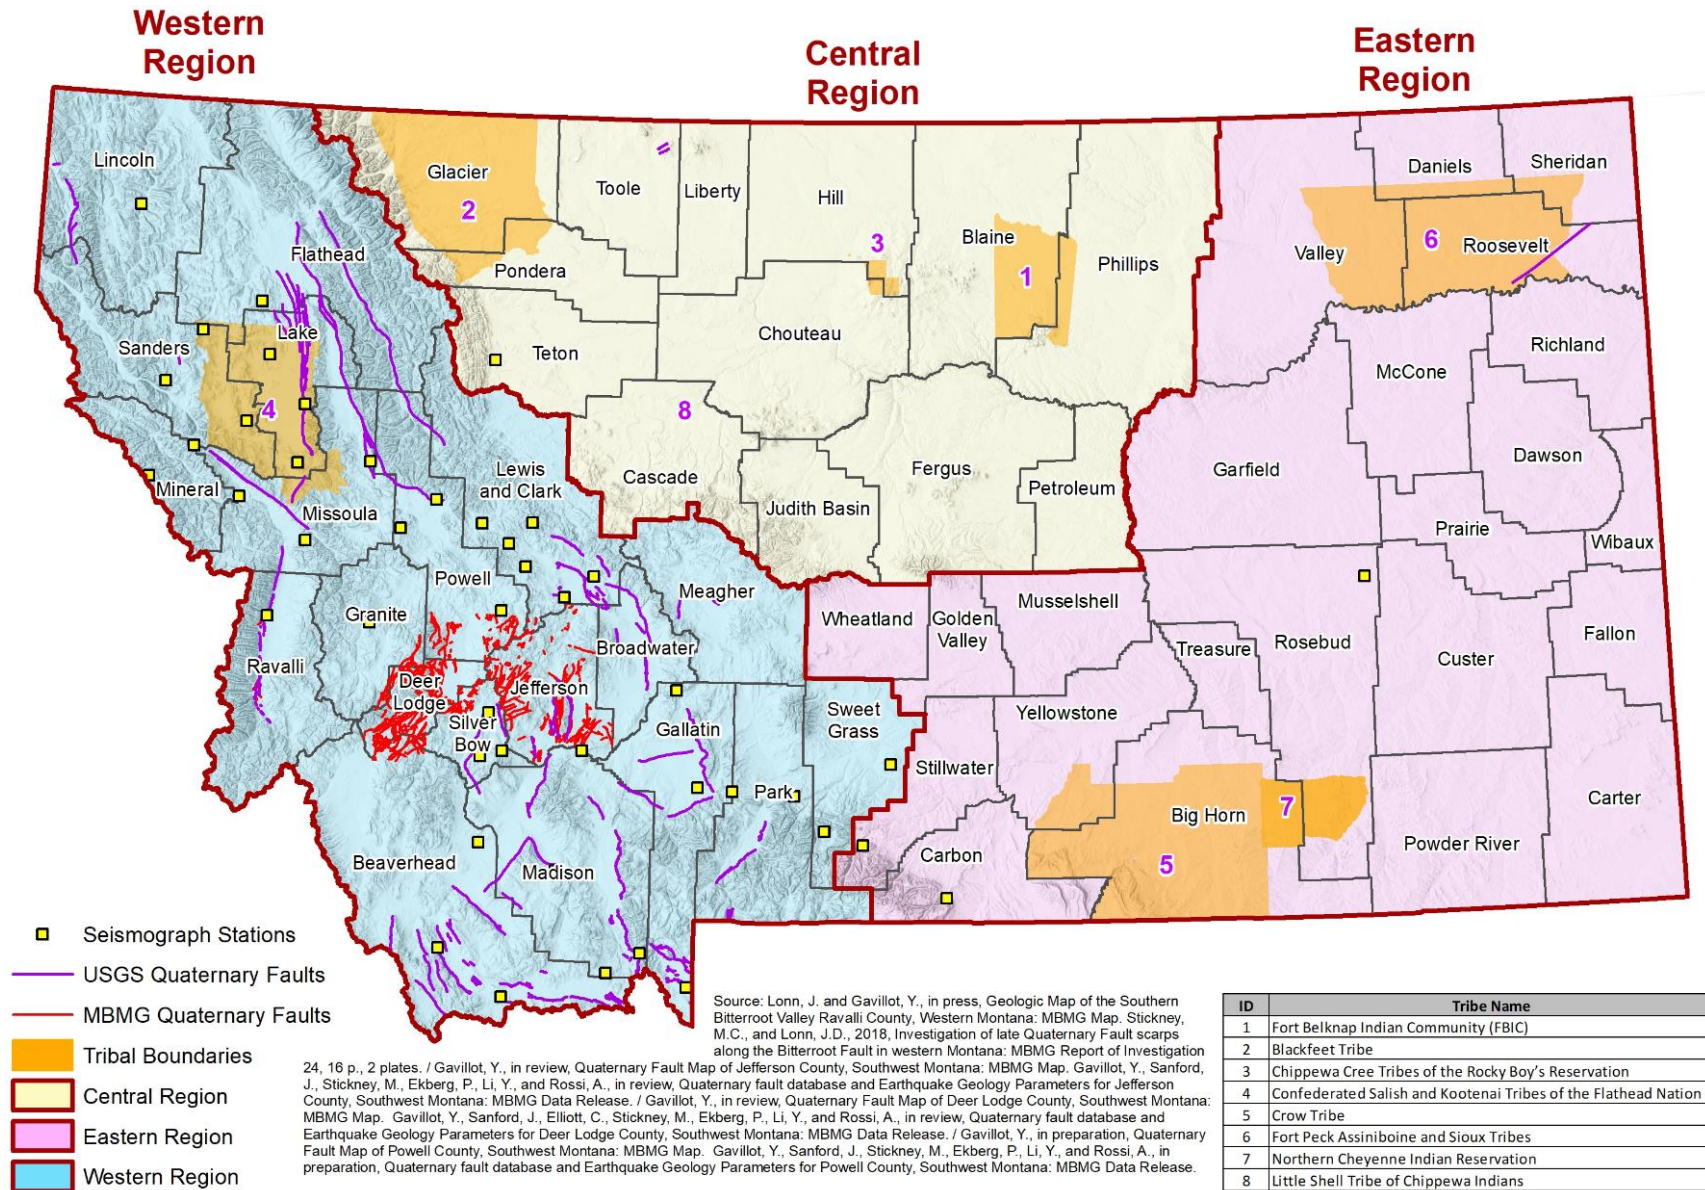 Western
Region
Central
Region
Eastern
Region
Lincoln
Glacier
2
Toole
Liberty
Hill
3
Blaine
1
Phillips
Daniels
Sheridan
Valley
6
Roosevelt
Flathead
Pondera
Lake
Sanders
Teton
Chouteau
McCone
Richland
4
8
Mineral
Missoula
Lewis
and Clark
Cascade
Judith Basin
Fergus
Petroleum
Garfield
Dawson
Prairie
Wibaux
Powell
Granite
Meagher
Wheatland
Golden
Valley
Musselshell
Treasure
Rosebud
Custer
Fallon
Ravalli
Deer
Lodge
Silver
Bow
Jefferson
Broadwater
Gallatin
Sweet
Grass
Yellowstone
Stillwater
Park
Big Horn
7
Carter
Beaverhead
Madison
Carbon
5
Powder River
Seismograph Stations
USGS Quaternary Faults
MBMG Quaternary Faults
Tribal Boundaries
Central Region
Eastern Region
Western Region
Source: Lonn, J. and Gavillot, Y., in press, Geologic Map of the Southern
Bitterroot Valley Ravalli County, Western Montana: MBMG Map. Stickney,
M.C., and Lonn, J.D., 2018, Investigation of late Quaternary Fault scarps
along the Bitterroot Fault in western Montana: MBMG Report of Investigation
24, 16 p., 2 plates. / Gavillot, Y., in review, Quaternary Fault Map of Jefferson County, Southwest Montana: MBMG Map. Gavillot, Y., Sanford,
J., Stickney, M., Ekberg, P., Li, Y., and Rossi, A., in review, Quaternary fault database and Earthquake Geology Parameters for Jefferson
County, Southwest Montana: MBMG Data Release. / Gavillot, Y., in review, Quaternary Fault Map of Deer Lodge County, Southwest Montana:
MBMG Map. Gavillot, Y., Sanford, J., Elliott, C., Stickney, M., Ekberg, P., Li, Y., and Rossi, A., in review, Quaternary fault database and
Earthquake Geology Parameters for Deer Lodge County, Southwest Montana: MBMG Data Release. / Gavillot, Y., in preparation, Quaternary
Fault Map of Powell County, Southwest Montana: MBMG Map. Gavillot, Y., Sanford, J., Stickney, M., Ekberg, P., Li, Y., and Rossi, A., in
preparation, Quaternary fault database and Earthquake Geology Parameters for Powell County, Southwest Montana: MBMG Data Release.
ID Tribe Name
1 Fort Belknap Indian Community (FBIC)
2 Blackfeet Tribe
3 Chippewa Cree Tribes of the Rocky Boy's Reservation
4 Confederated Salish and Kootenai Tribes of the Flathead Nation
5 Crow Tribe
6 Fort Peck Assiniboine and Sioux Tribes
7 Northern Cheyenne Indian Reservation
8 Little Shell Tribe of Chippewa Indians